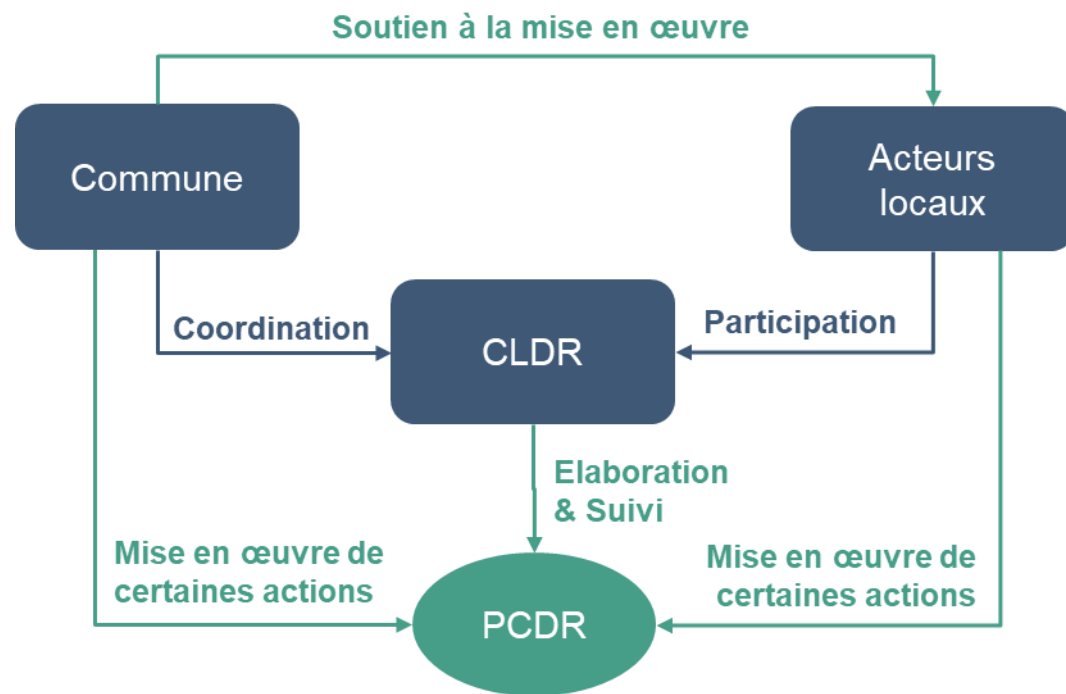 Soutien à la mise en œuvre
Commune
Acteurs
locaux
Coordination
CLDR
Participation
Elaboration
& Suivi
Mise en œuvre de
certaines actions
PCDR
Mise en œuvre de
certaines actions